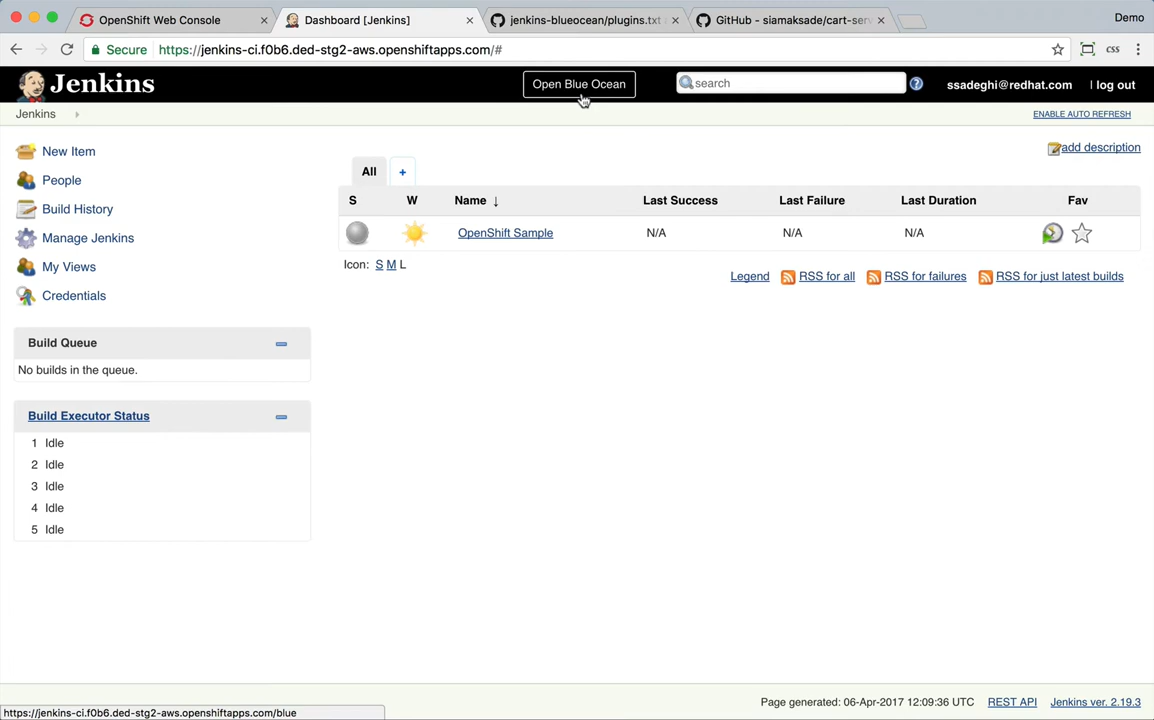 OpenShift Web Console
Dashboard [Jenkins]
jenkins-blueocean/plugins.txt
GitHub - siamaksade/cart-serv
Demo
Secure https://jenkins-ci.f0b6.ded-stg2-aws.openshiftapps.com/#
css
Jenkins
Open Blue Ocean
search
ssadeghi@redhat.com
| log out
Jenkins
ENABLE AUTO REFRESH
New Item
People
Build History
Manage Jenkins
My Views
Credentials
add description
All +
S W Name ↓ Last Success Last Failure Last Duration Fav
OpenShift Sample N/A N/A N/A
Icon: S M L
Legend RSS for all RSS for failures RSS for just latest builds
Build Queue
No builds in the queue.
Build Executor Status
1 Idle
2 Idle
3 Idle
4 Idle
5 Idle
Page generated: 06-Apr-2017 12:09:36 UTC REST API Jenkins ver. 2.19.3
https://jenkins-ci.f0b6.ded-stg2-aws.openshiftapps.com/blue